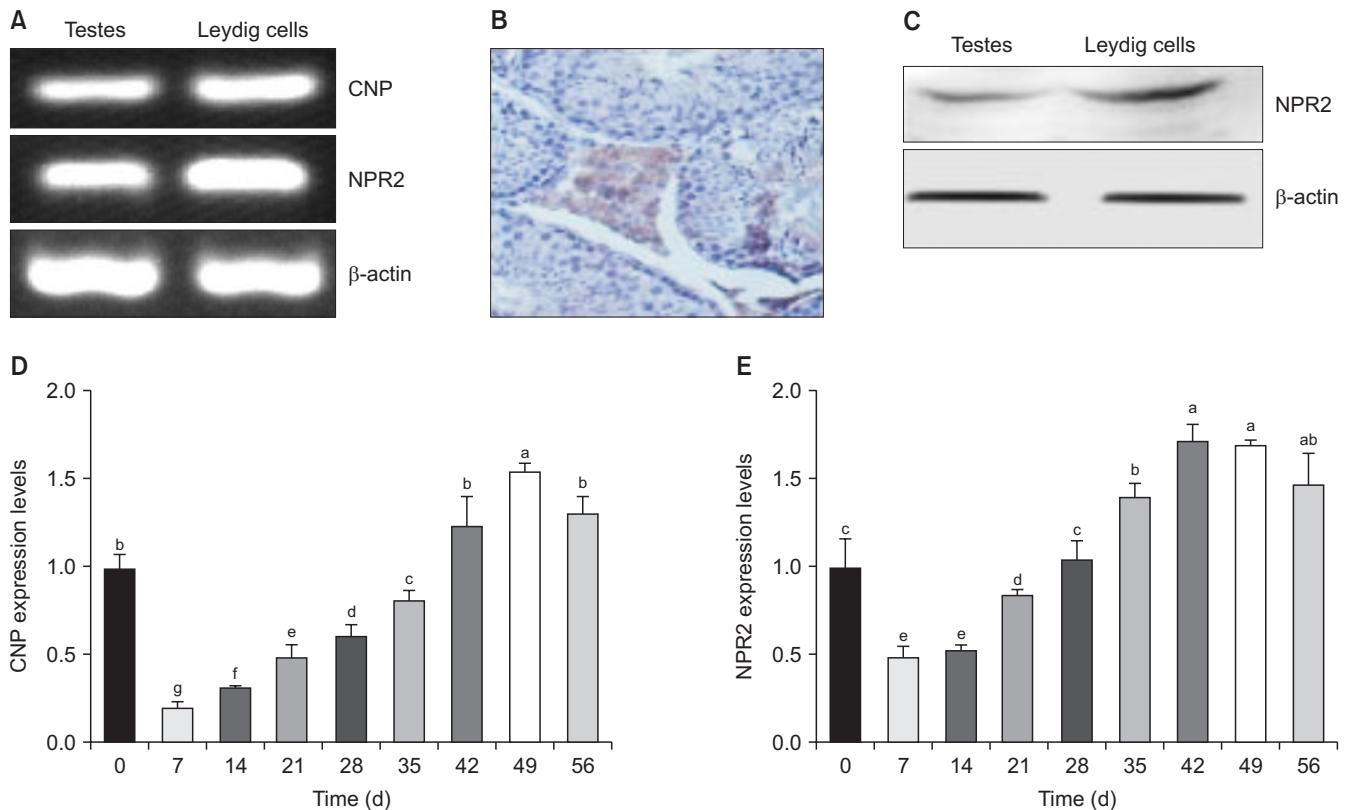 A
Testes Leydig cells
CNP
NPR2
β-actin
B
C
Testes Leydig cells
NPR2
β-actin
D
2.0
1.5
1.0
0.5
0.0
CNP expression levels
b g f e d c b a b
0 7 14 21 28 35 42 49 56
Time (d)
E
2.0
1.5
1.0
0.5
0.0
NPR2 expression levels
c e e d c b a a ab
0 7 14 21 28 35 42 49 56
Time (d)